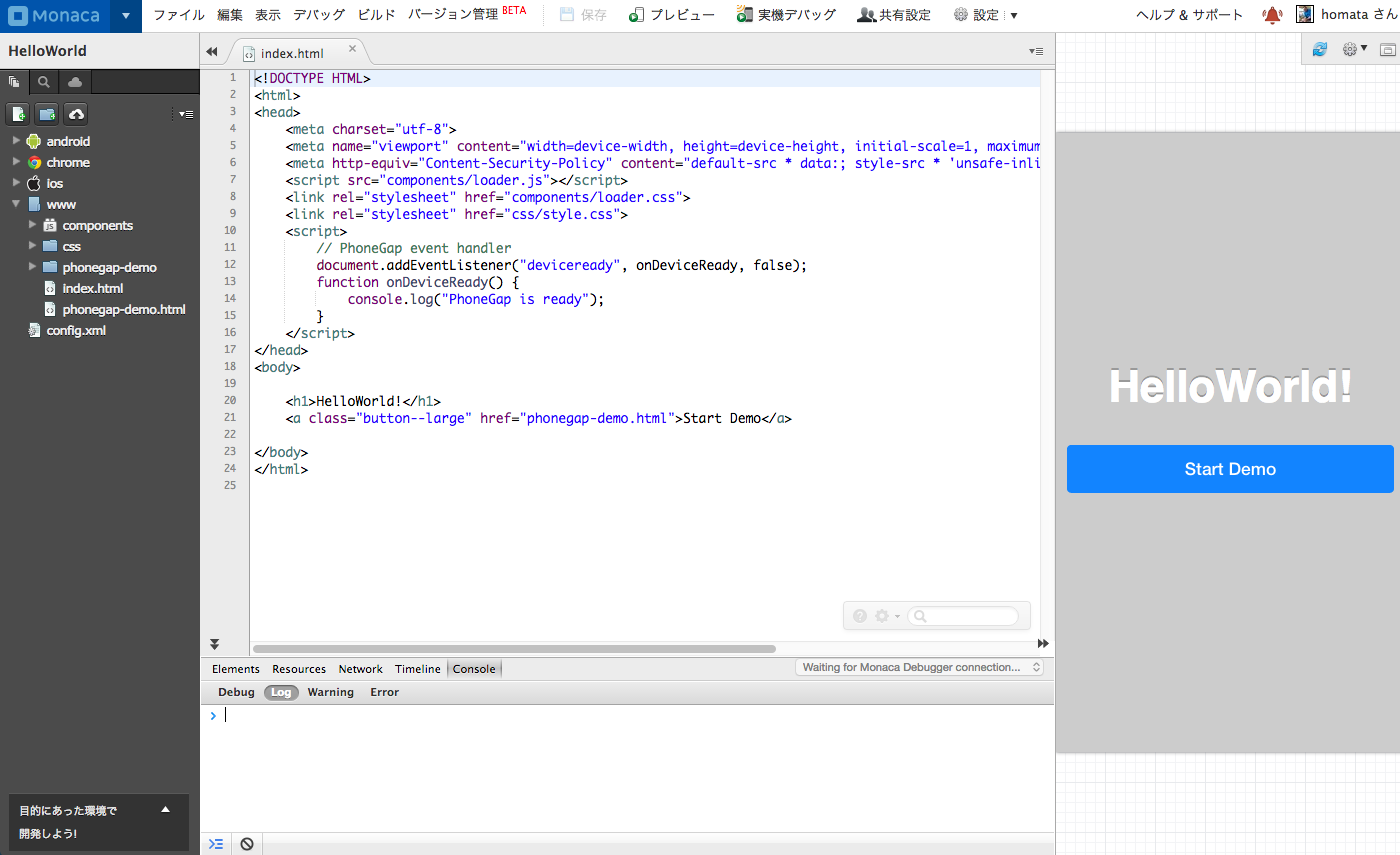 Monaca ▼ ファイル 編集 表示 デバッグ ビルド バージョン管理 BETA 保存 プレビュー 実機デバッグ 共有設定 設定 ▼ ヘルプ & サポート homata さん
HelloWorld
index.html
android
chrome
ios
www
components
css
phonegap-demo
index.html
phonegap-demo.html
config.xml
目的にあった環境で
開発しよう!
1 <!DOCTYPE HTML>
2 <html>
3 <head>
4 <meta charset="utf-8">
5 <meta name="viewport" content="width=device-width, height=device-height, initial-scale=1, maximum
6 <meta http-equiv="Content-Security-Policy" content="default-src * data:; style-src * 'unsafe-inli
7 <script src="components/loader.js"></script>
8 <link rel="stylesheet" href="components/loader.css">
9 <link rel="stylesheet" href="css/style.css">
10 <script>
11 // PhoneGap event handler
12 document.addEventListener("deviceready", onDeviceReady, false);
13 function onDeviceReady() {
14 console.log("PhoneGap is ready");
15 }
16 </script>
17 </head>
18 <body>
19
20 <h1>HelloWorld!</h1>
21 <a class="button--large" href="phonegap-demo.html">Start Demo</a>
22
23 </body>
24 </html>
25
Elements Resources Network Timeline Console Waiting for Monaca Debugger connection...
Debug Log Warning Error
HelloWorld!
Start Demo